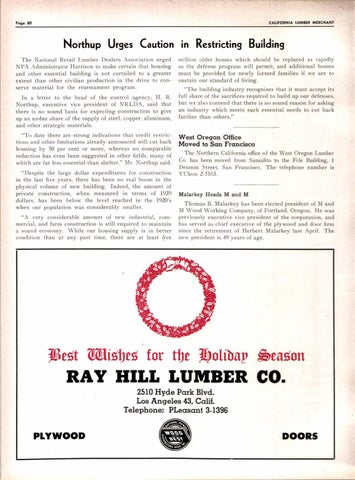 Page 80
CALIFORNIA LUMBER MERCHANT
Northup Urges Caution in Restricting Building
The National Retail Lumber Dealers Association urged
NPA Administrator Harrison to make certain that housing
and other essential building is not curtailed to a greater
extent than other civilian production in the drive to con-
serve material for the rearmament program.
In a letter to the head of the control agency, H. R.
Northup, executive vice president of NRLDA, said that
there is no sound basis for expecting construction to give
up an undue share of the supply of steel, copper, aluminum,
and other strategic materials.
"To date there are strong indications that credit restric-
tions and other limitations already announced will cut back
housing by 50 per cent or more, whereas no comparable
reduction has even been suggested in other fields, many of
which are far less essential than shelter," Mr. Northup said.
"Despite the large dollar expenditures for construction
in the last five years, there has been no real boom in the
physical volume of new building. Indeed, the amount of
private construction, when measured in terms of 1929
dollars, has been below the level reached in the 1920's
when our population was considerably smaller.
"A very considerable amount of new industrial, com-
mercial, and farm construction is still required to maintain
a sound economy. While our housing supply is in better
condition than at any past time, there are at least five
million older homes which should be replaced as rapidly
as the defense program will permit, and additional homes
must be provided for newly formed families if we are to
sustain our standard of living.
"The building industry recognizes that it must accept its
full share of the sacrifices required to build up our defenses,
but we also contend that there is no sound reason for asking
an industry which meets such essential needs to cut back
farther than others."
West Oregon Office
Moved to San Francisco
The Northern California office of the West Oregon Lumber
Co. has been moved from Sausalito to the Fife Building, 1
Drumm Street, San Francisco. The telephone number is
YUkon 2-5103.
Malarkey Heads M and M
Thomas B. Malarkey has been elected president of M and
M Wood Working Company, of Portland, Oregon. He was
previously executive vice president of the corporation, and
has served as chief executive of the plywood and door firm
since the retirement of Herbert Malarkey last April. The
new president is 49 years of age.
Best Wishes for the Holiday Season
RAY HILL LUMBER CO.
2510 Hyde Park Blvd.
Los Angeles 43, Calif.
Telephone: PLeasant 3-1396
PLYWOOD
DOORS